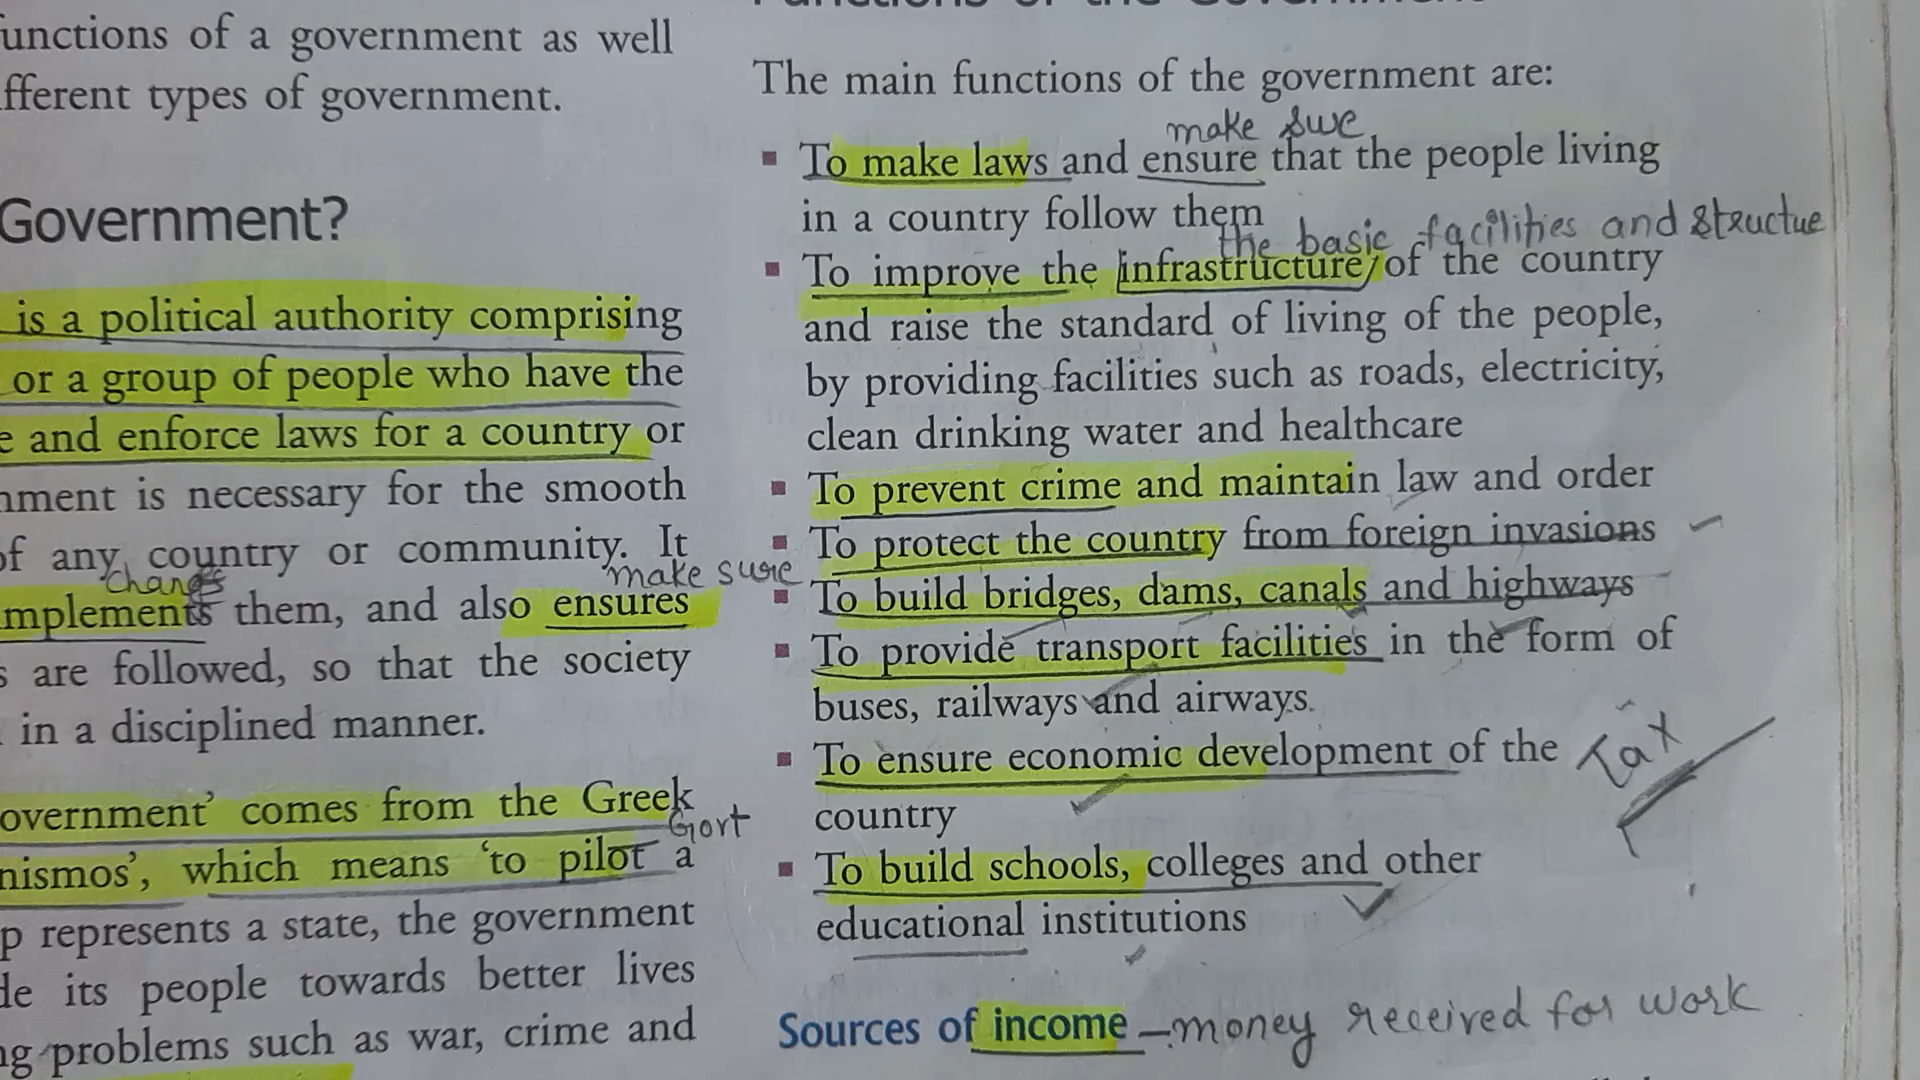 unctions of a government as well
fferent types of government.
Government?
is a political authority comprising
or a group of people who have the
e and enforce laws for a country or
nment is necessary for the smooth
of any country or community. It
change
make sure
mplements them, and also ensures
s are followed, so that the society
in a disciplined manner.
overnment' comes from the Greek
Gort
nismos', which means 'to pilot a
p represents a state, the government
de its people towards better lives
ng problems such as war, crime and
Functions of the Government
The main functions of the government are:
make sure
To make laws and ensure that the people living
in a country follow them
the basic facilities and structue
To improve the infrastructure/of the country
and raise the standard of living of the people,
by providing facilities such as roads, electricity,
clean drinking water and healthcare
To prevent crime and maintain law and order
To protect the country from foreign invasions
To build bridges, dams, canals and highways
To provide transport facilities in the form of
buses, railways and airways.
To ensure economic development of the
Tax
country
To build schools, colleges and other
educational institutions
Sources of income – money received for work